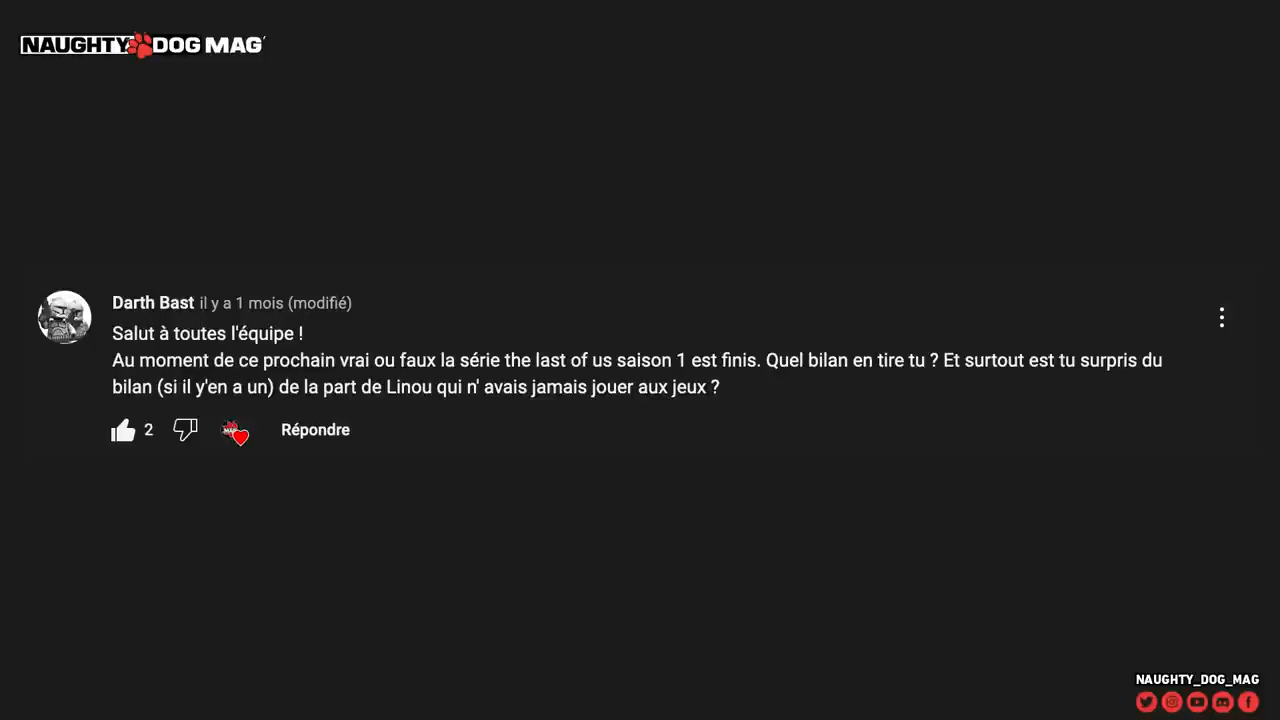 NAUGHTY DOG MAG'
Darth Bast il y a 1 mois (modifié)
Salut à toutes l'équipe !
Au moment de ce prochain vrai ou faux la série the last of us saison 1 est finis. Quel bilan en tire tu ? Et surtout est tu surpris du
bilan (si il y'en a un) de la part de Linou qui n' avais jamais jouer aux jeux ?
2 Répondre
NAUGHTY_DOG_MAG